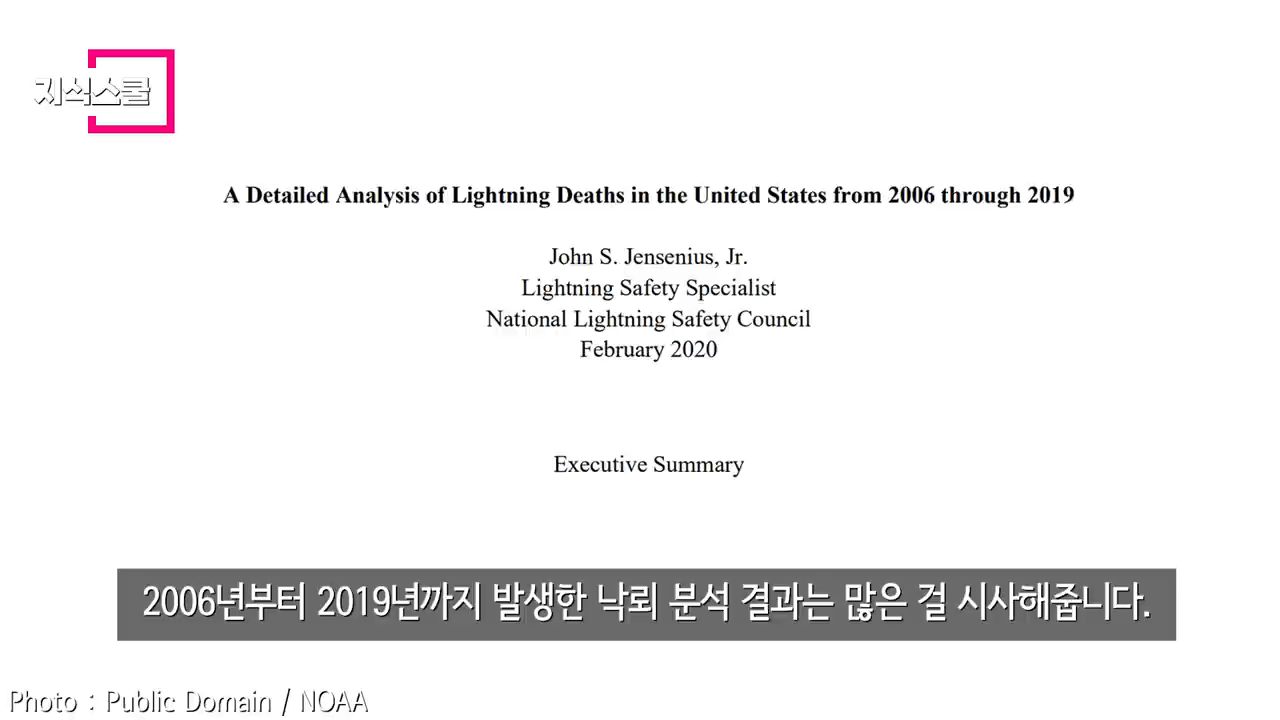 지식스쿨
A Detailed Analysis of Lightning Deaths in the United States from 2006 through 2019
John S. Jensenius, Jr.
Lightning Safety Specialist
National Lightning Safety Council
February 2020
Executive Summary
2006년부터 2019년까지 발생한 낙뢰 분석 결과는 많은 걸 시사해줍니다.
Photo : Public Domain / NOAA